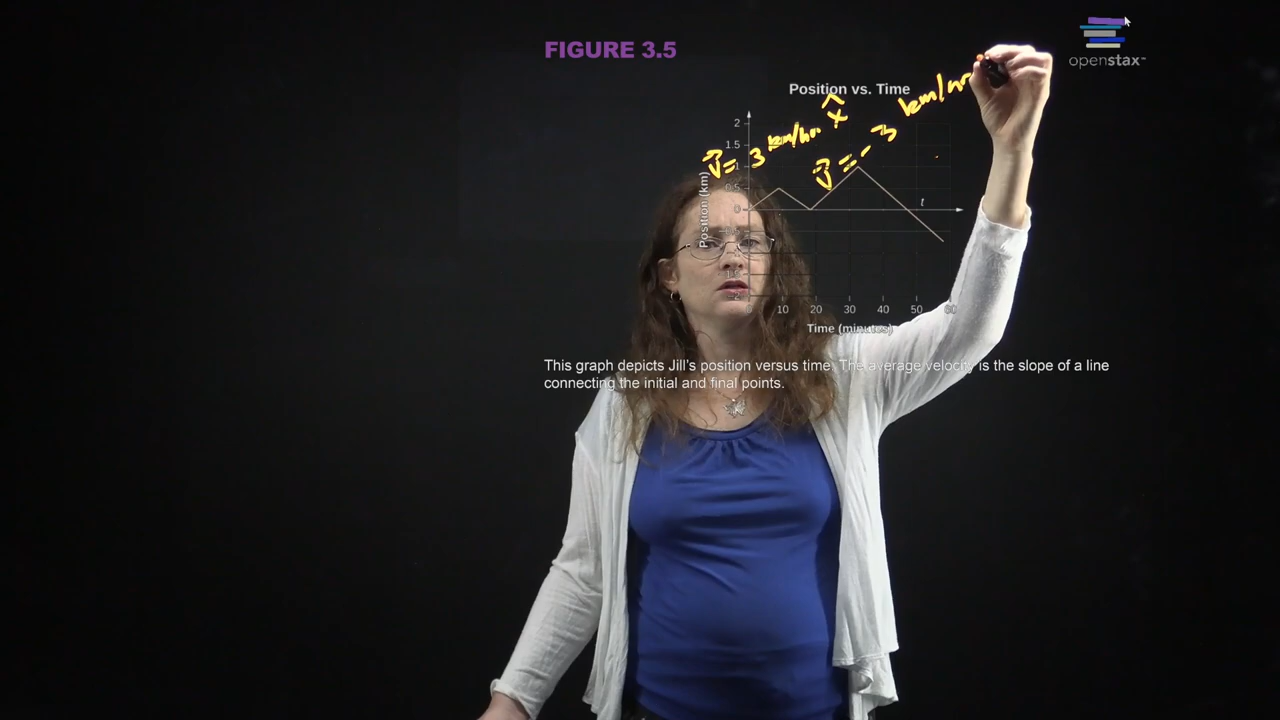 FIGURE 3.5
openstax™
Position vs. Time
v⃗ = 3 km/hr x̂
v⃗ = - 3 km/
2
1.5
1
0.5
0
t
Position (km)
0 10 20 30 40 50 60
Time (minutes)
This graph depicts Jill's position versus time. The average velocity is the slope of a line
connecting the initial and final points.